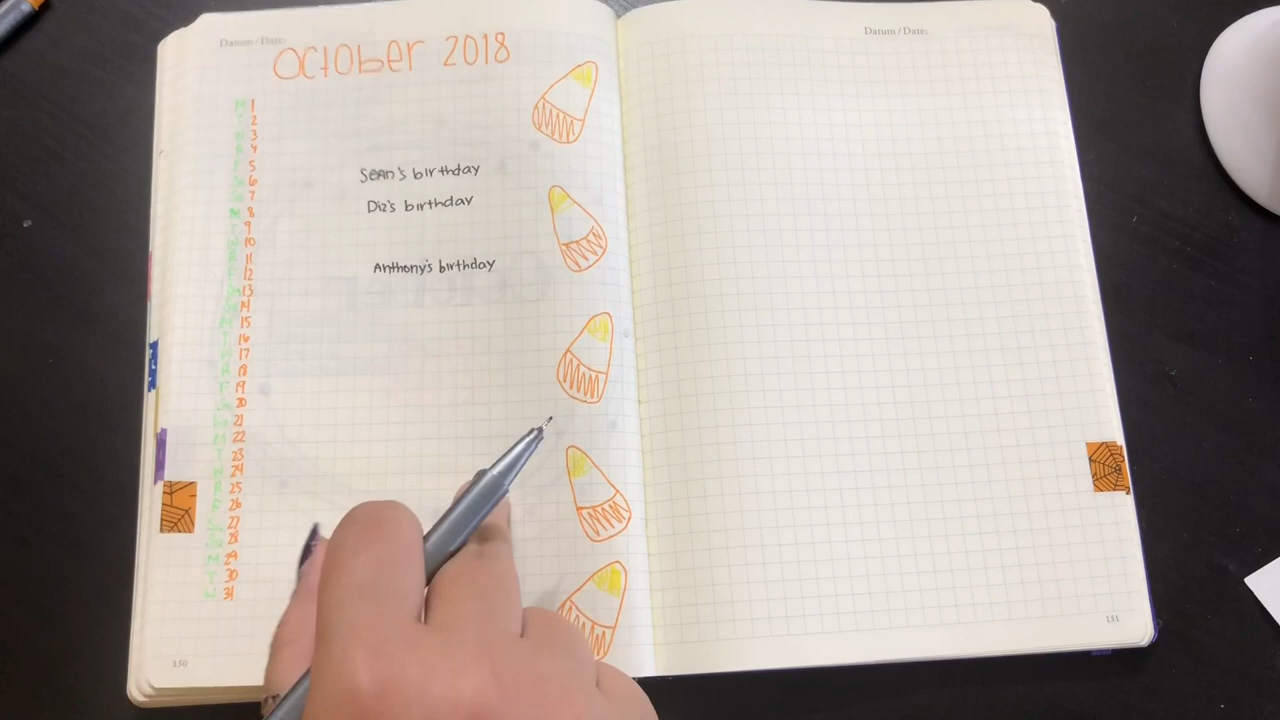 Datum / Date:
October 2018
M 1
T 2
W 3
R 4
F 5
S 6
S 7
M 8
T 9
W 10
R 11
F 12
S 13
S 14
M 15
T 16
W 17
R 18
F 19
S 20
S 21
M 22
T 23
W 24
R 25
F 26
S 27
S 28
M 29
T 30
W 31
Sean's birthday
Diz's birthday
Anthony's birthday
150
Datum / Date:
151